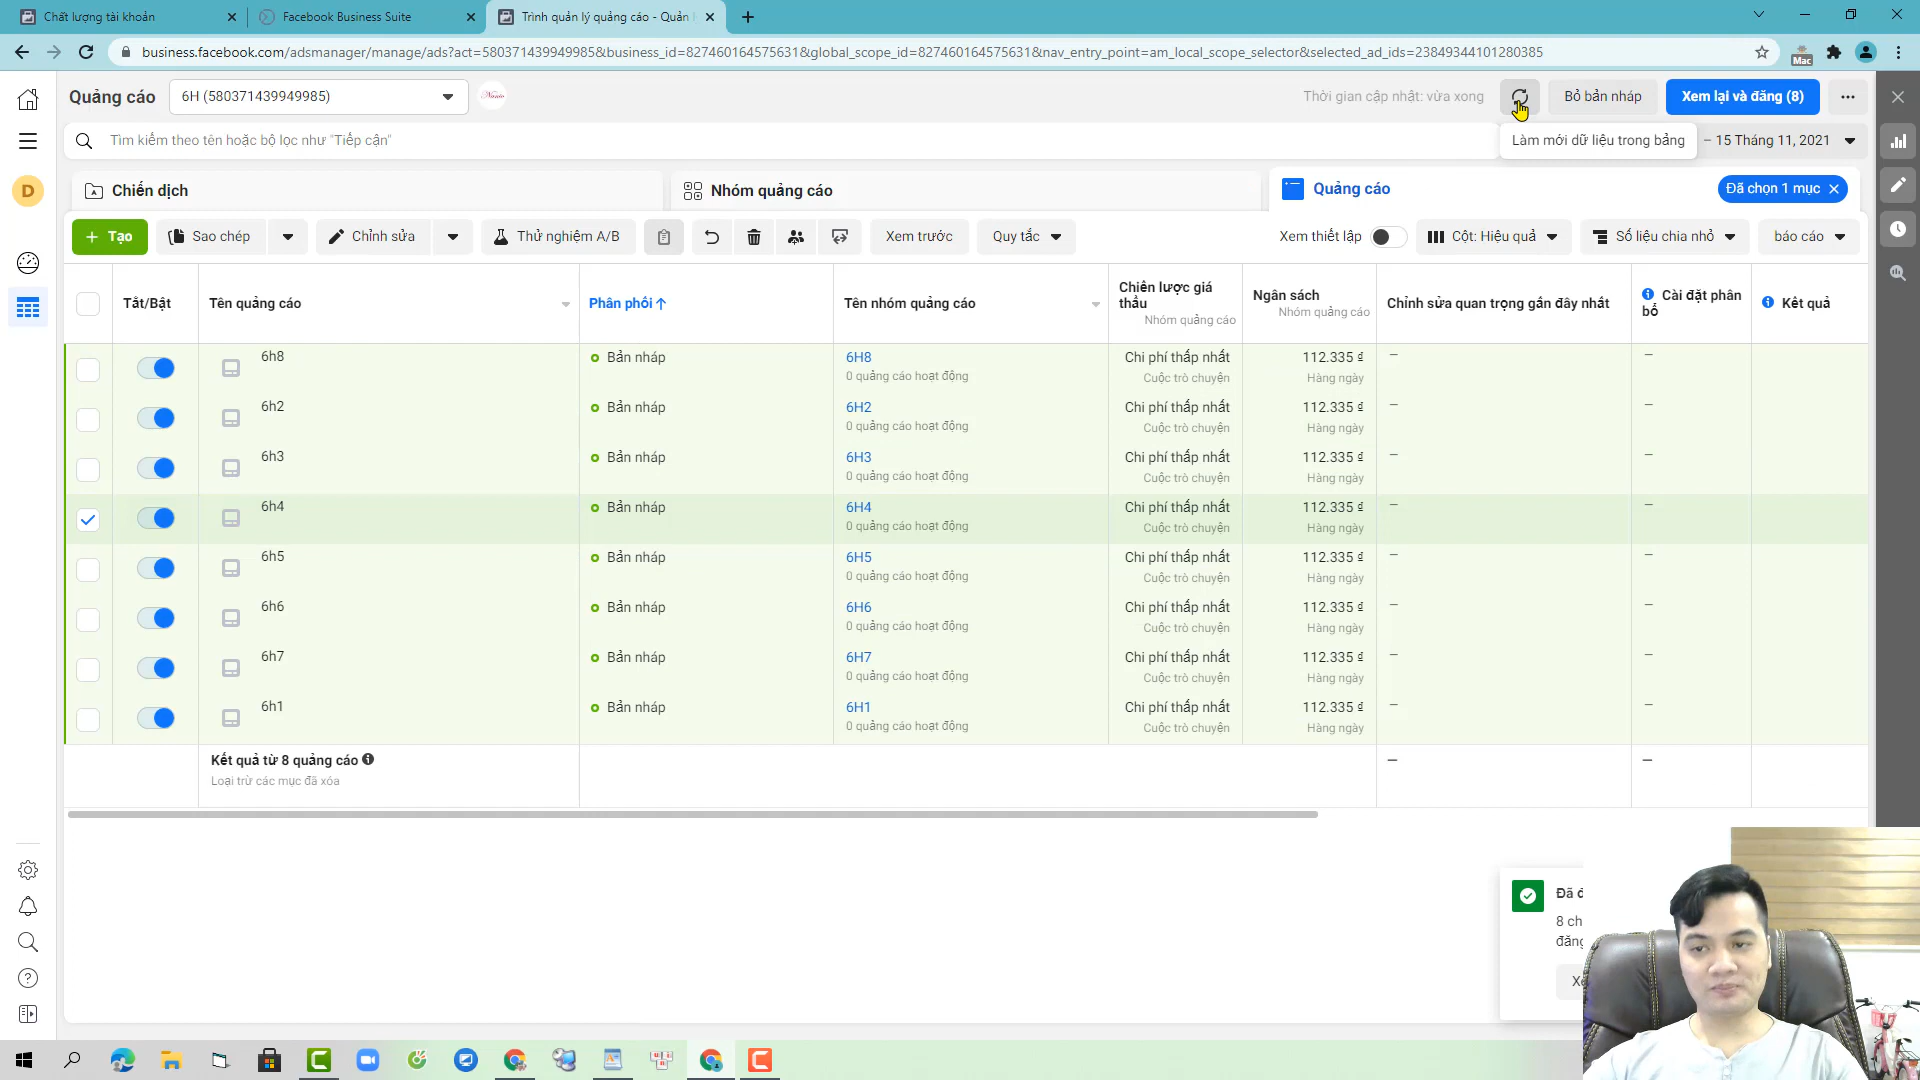 Chất lượng tài khoản
Facebook Business Suite
Trình quản lý quảng cáo - Quản
business.facebook.com/adsmanager/manage/ads?act=580371439949985&business_id=827460164575631&global_scope_id=827460164575631&nav_entry_point=am_local_scope_selector&selected_ad_ids=23849344101280385
Mac
Quảng cáo
6H (580371439949985)
Thời gian cập nhật: vừa xong
Bỏ bản nháp
Xem lại và đăng (8)
D
Tìm kiếm theo tên hoặc bộ lọc như "Tiếp cận"
Làm mới dữ liệu trong bảng
– 15 Tháng 11, 2021
Chiến dịch
Nhóm quảng cáo
Quảng cáo
Đã chọn 1 mục
+ Tạo
Sao chép
Chỉnh sửa
Thử nghiệm A/B
Xem trước
Quy tắc
Xem thiết lập
Cột: Hiệu quả
Số liệu chia nhỏ
báo cáo
Tắt/Bật
Tên quảng cáo
Phân phối ↑
Tên nhóm quảng cáo
Chiến lược giá thầu
Nhóm quảng cáo
Ngân sách
Nhóm quảng cáo
Chỉnh sửa quan trọng gần đây nhất
Cài đặt phân bổ
Kết quả
6h8
Bản nháp
6H8
0 quảng cáo hoạt động
Chi phí thấp nhất
Cuộc trò chuyện
112.335 ₫
Hàng ngày
–
–
6h2
Bản nháp
6H2
0 quảng cáo hoạt động
Chi phí thấp nhất
Cuộc trò chuyện
112.335 ₫
Hàng ngày
–
–
6h3
Bản nháp
6H3
0 quảng cáo hoạt động
Chi phí thấp nhất
Cuộc trò chuyện
112.335 ₫
Hàng ngày
–
–
6h4
Bản nháp
6H4
0 quảng cáo hoạt động
Chi phí thấp nhất
Cuộc trò chuyện
112.335 ₫
Hàng ngày
–
–
6h5
Bản nháp
6H5
0 quảng cáo hoạt động
Chi phí thấp nhất
Cuộc trò chuyện
112.335 ₫
Hàng ngày
–
–
6h6
Bản nháp
6H6
0 quảng cáo hoạt động
Chi phí thấp nhất
Cuộc trò chuyện
112.335 ₫
Hàng ngày
–
–
6h7
Bản nháp
6H7
0 quảng cáo hoạt động
Chi phí thấp nhất
Cuộc trò chuyện
112.335 ₫
Hàng ngày
–
–
6h1
Bản nháp
6H1
0 quảng cáo hoạt động
Chi phí thấp nhất
Cuộc trò chuyện
112.335 ₫
Hàng ngày
–
–
Kết quả từ 8 quảng cáo
Loại trừ các mục đã xóa
–
–
Đã đ
8 ch
đăng